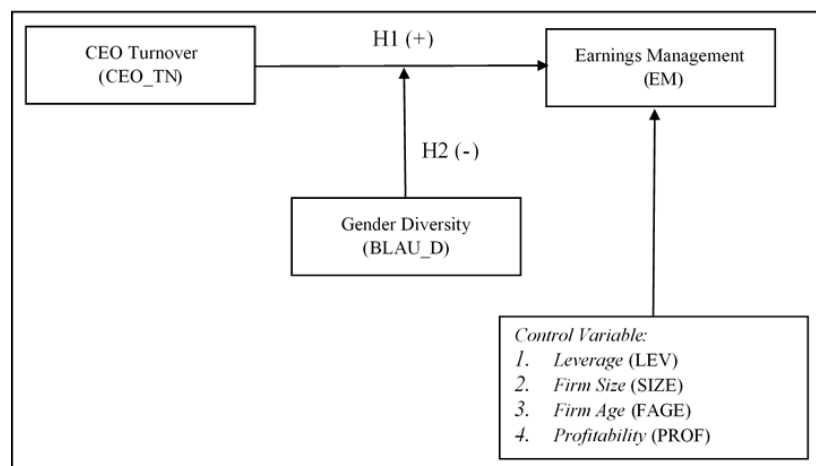 CEO Turnover
(CEO_TN)
H1 (+)
Earnings Management
(EM)
H2 (-)
Gender Diversity
(BLAU_D)
Control Variable:
1. Leverage (LEV)
2. Firm Size (SIZE)
3. Firm Age (FAGE)
4. Profitability (PROF)